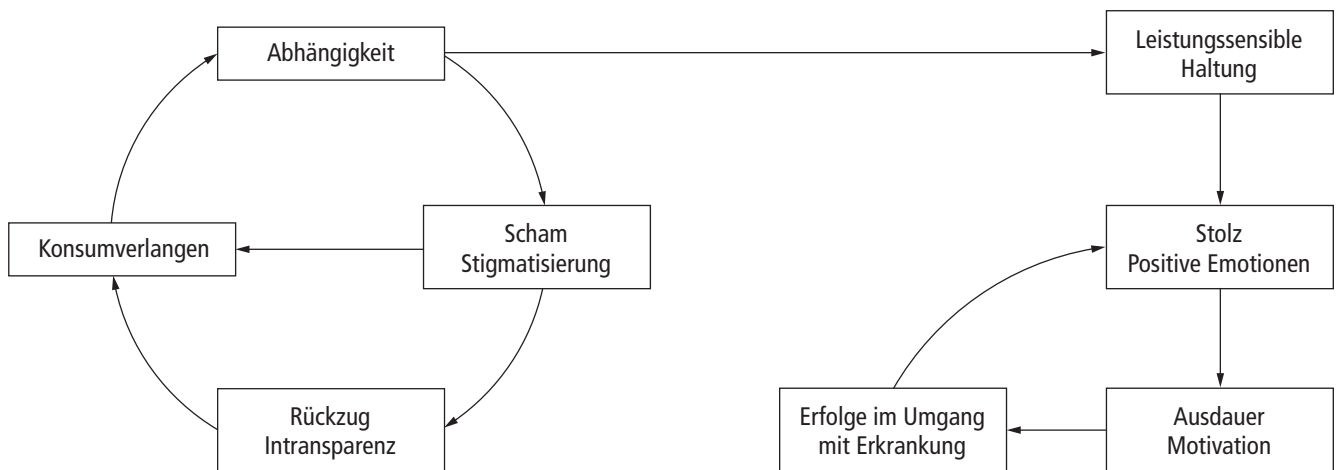 Abhängigkeit
Leistungssensible
Haltung
Konsumverlangen
Scham
Stigmatisierung
Stolz
Positive Emotionen
Rückzug
Intransparenz
Erfolge im Umgang
mit Erkrankung
Ausdauer
Motivation